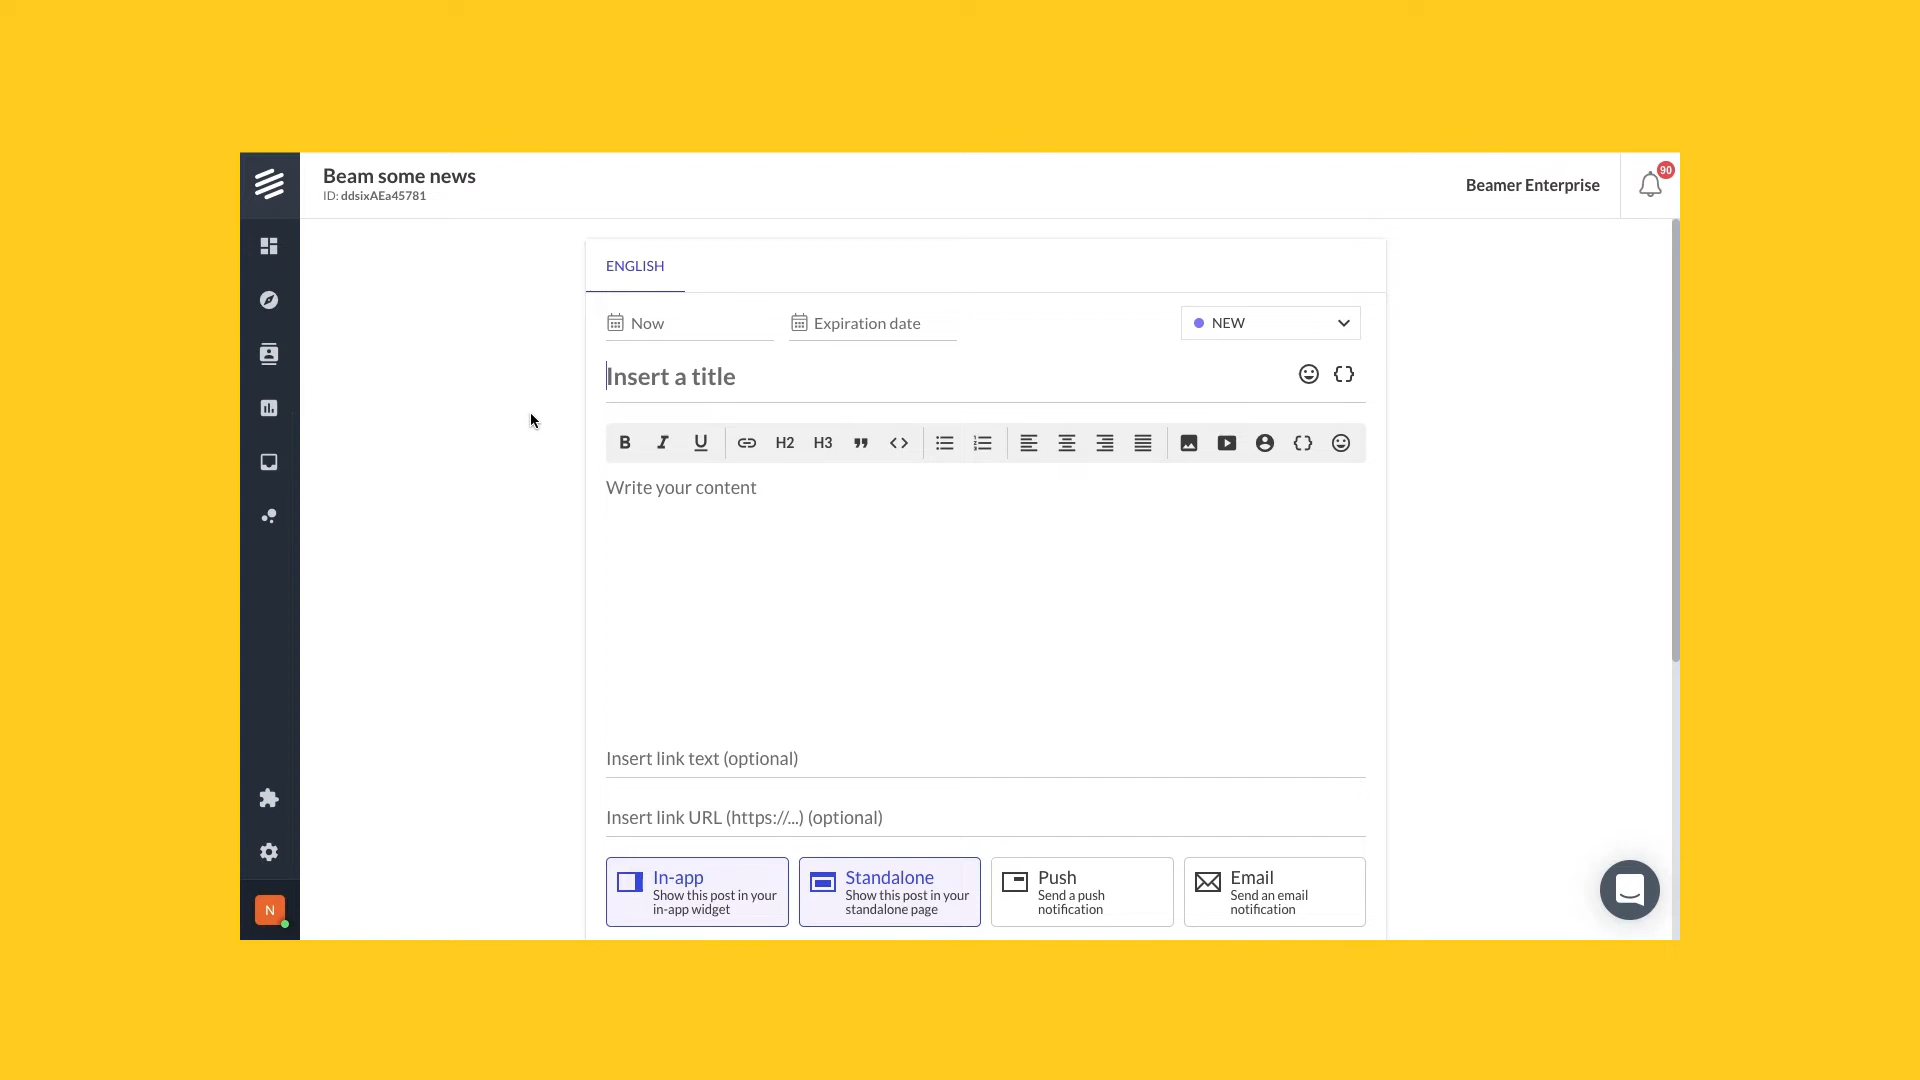 Beam some news
ID: ddsixAEa45781
Beamer Enterprise
90
ENGLISH
Now
Expiration date
NEW
Insert a title
B I U H2 H3
Write your content
Insert link text (optional)
Insert link URL (https://...) (optional)
In-app
Show this post in your
in-app widget
Standalone
Show this post in your
standalone page
Push
Send a push
notification
Email
Send an email
notification
N